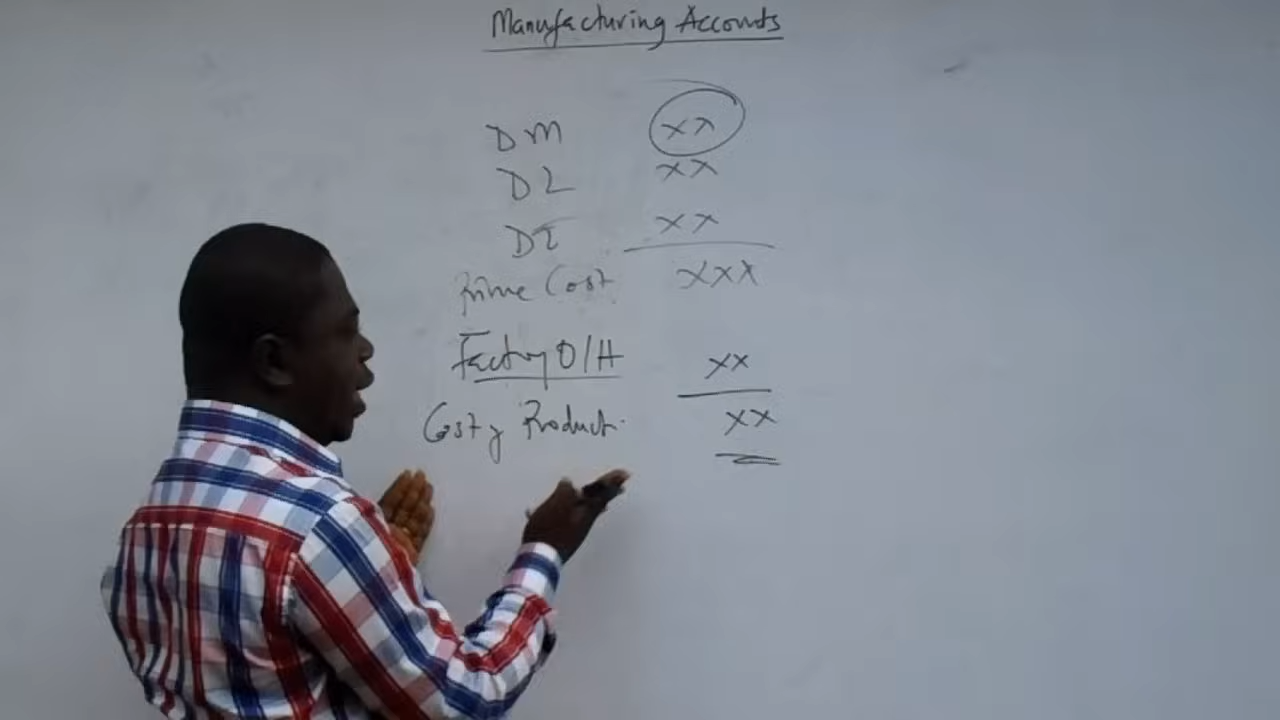 Manufacturing Accounts
DM XX
DL XX
DE XX
Prime Cost XXX
Factory O/H XX
Cost of Product. XX